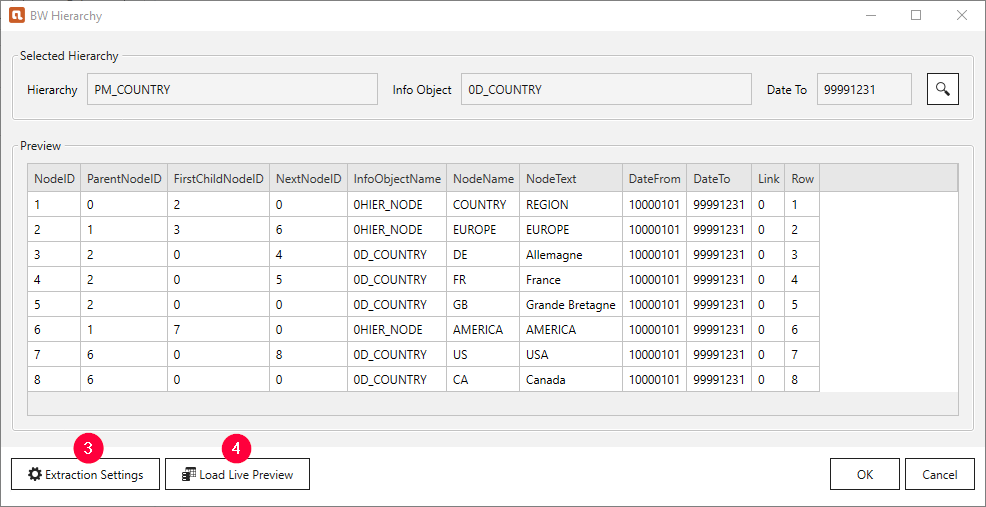 BW Hierarchy
Selected Hierarchy
Hierarchy PM_COUNTRY Info Object 0D_COUNTRY Date To 99991231
Preview
NodeID ParentNodeID FirstChildNodeID NextNodeID InfoObjectName NodeName NodeText DateFrom DateTo Link Row
1 0 2 0 0HIER_NODE COUNTRY REGION 10000101 99991231 0 1
2 1 3 6 0HIER_NODE EUROPE EUROPE 10000101 99991231 0 2
3 2 0 4 0D_COUNTRY DE Allemagne 10000101 99991231 0 3
4 2 0 5 0D_COUNTRY FR France 10000101 99991231 0 4
5 2 0 0 0D_COUNTRY GB Grande Bretagne 10000101 99991231 0 5
6 1 7 0 0HIER_NODE AMERICA AMERICA 10000101 99991231 0 6
7 6 0 8 0D_COUNTRY US USA 10000101 99991231 0 7
8 6 0 0 0D_COUNTRY CA Canada 10000101 99991231 0 8
3 4
Extraction Settings Load Live Preview OK Cancel